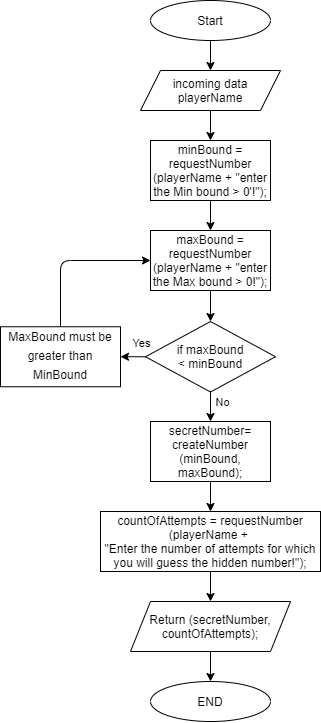 Start
incoming data
playerName
minBound =
requestNumber
(playerName + "enter
the Min bound > 0'!");
maxBound =
requestNumber
(playerName + "enter
the Max bound > 0!");
MaxBound must be
greater than
MinBound
Yes
if maxBound
< minBound
No
secretNumber=
createNumber
(minBound,
maxBound);
countOfAttempts = requestNumber
(playerName +
"Enter the number of attempts for which
you will guess the hidden number!");
Return (secretNumber,
countOfAttempts);
END